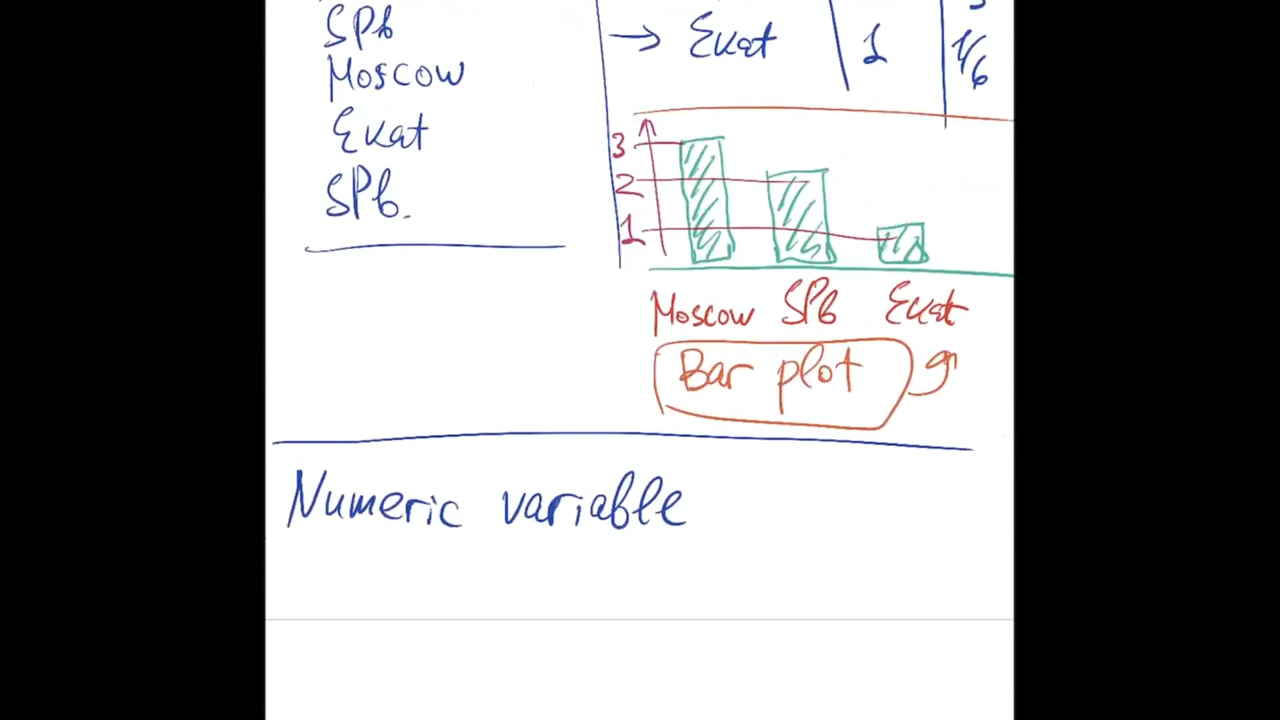 SPb
Moscow
Ekat
SPb.
→ Ekat 1 1/6
3
2
1
Moscow SPb Ekat
Bar plot
Numeric variable